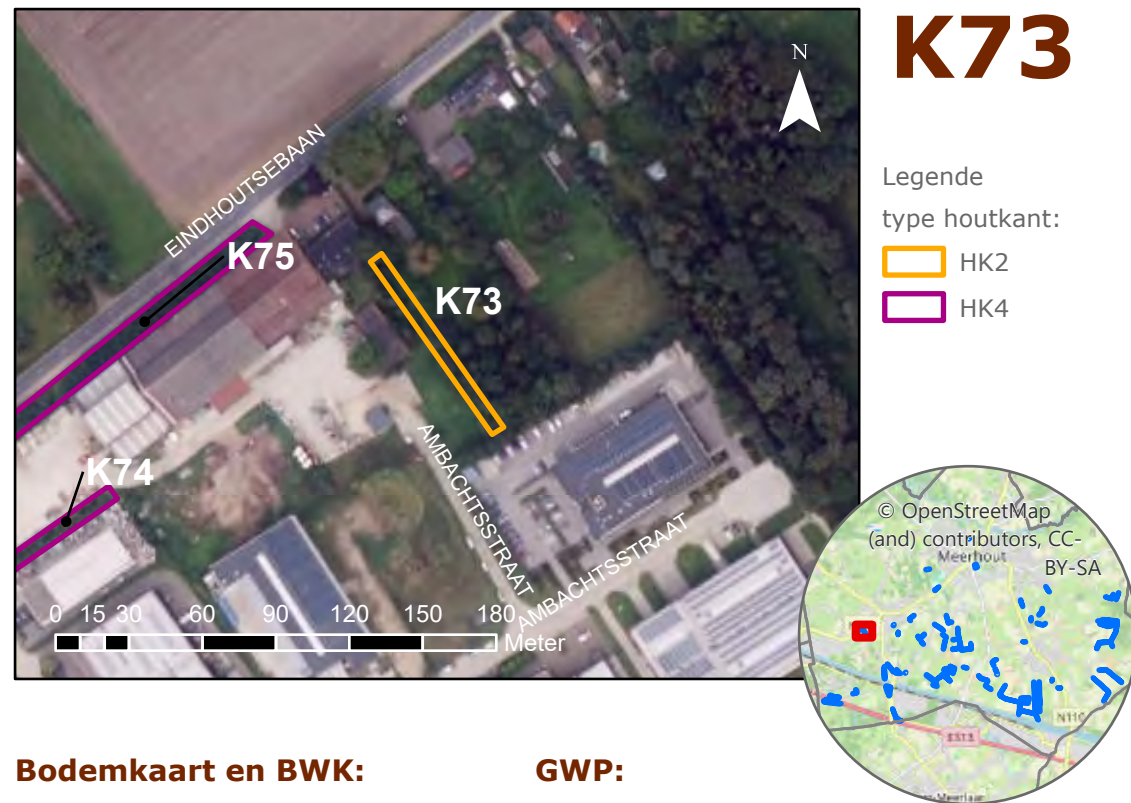 K73
N
EINDHOUTSEBAAN
K75
K73
K74
AMBACHTSSTRAAT
AMBACHTSSTRAAT
0 15 30 60 90 120 150 180
Meter
Legende
type houtkant:
HK2
HK4
© OpenStreetMap
(and) contributors, CC-
BY-SA
Meerhout
E313
Bodemkaart en BWK:
GWP: